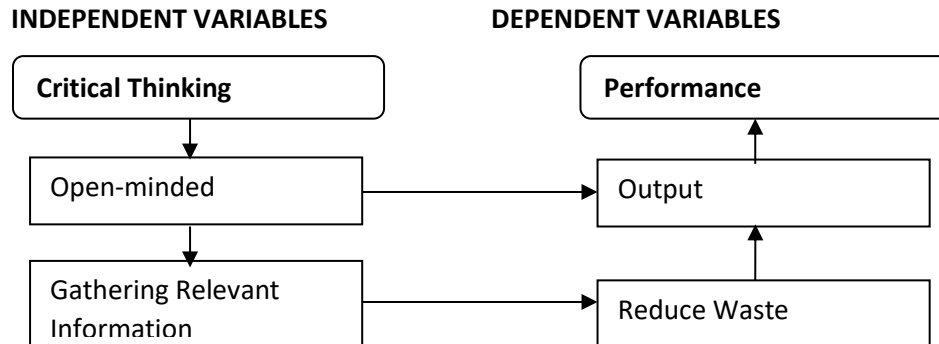 INDEPENDENT VARIABLES
DEPENDENT VARIABLES
Critical Thinking
Performance
Open-minded
Output
Gathering Relevant
Information
Reduce Waste